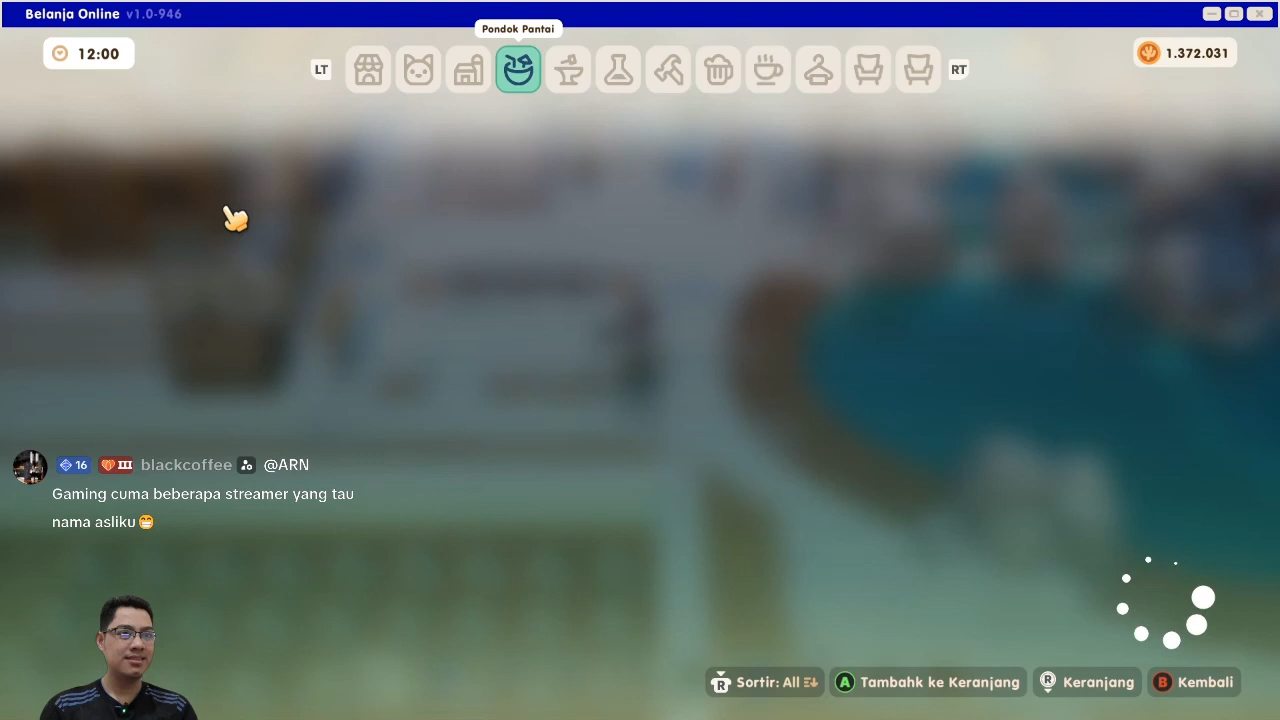 Belanja Online v1.0-946
Pondok Pantai
12:00
LT
RT
1.372.031
16 III blackcoffee @ARN
Gaming cuma beberapa streamer yang tau
nama asliku😁
R Sortir: All
A Tambahk ke Keranjang
R Keranjang
B Kembali